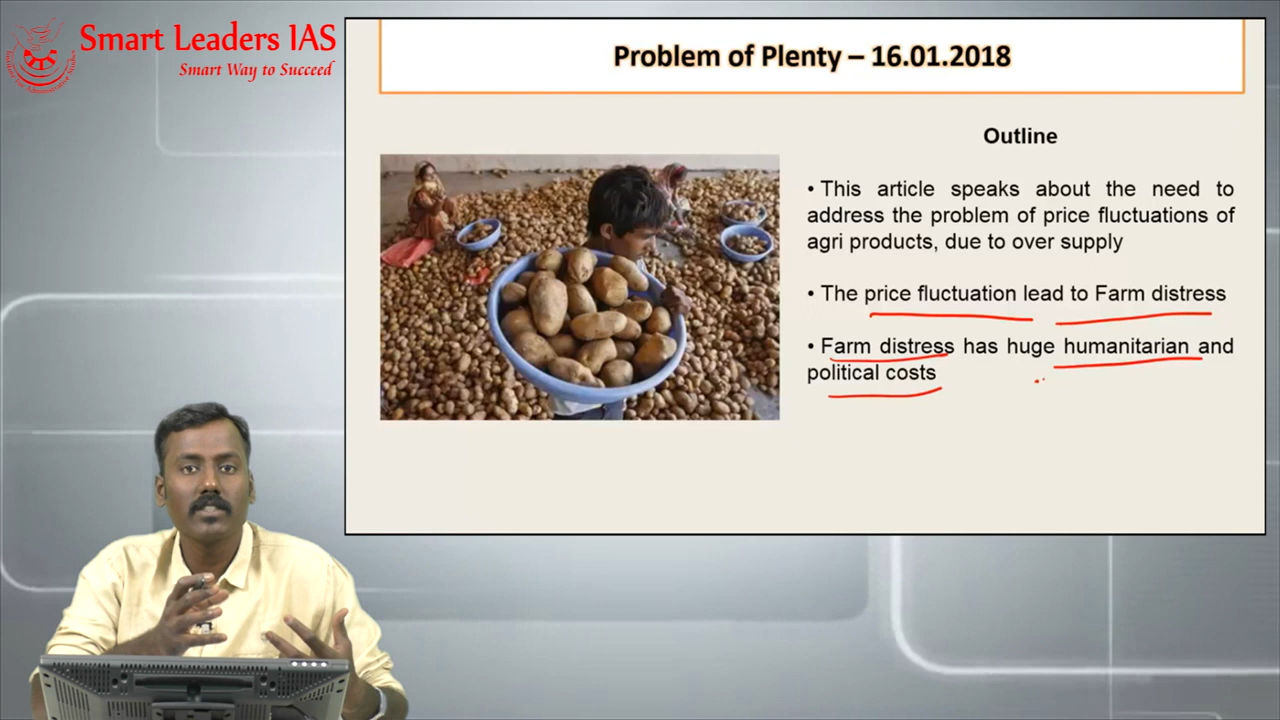 Smart Leaders IAS
Smart Way to Succeed
Problem of Plenty – 16.01.2018
Outline
• This article speaks about the need to
address the problem of price fluctuations of
agri products, due to over supply
• The price fluctuation lead to Farm distress
• Farm distress has huge humanitarian and
political costs